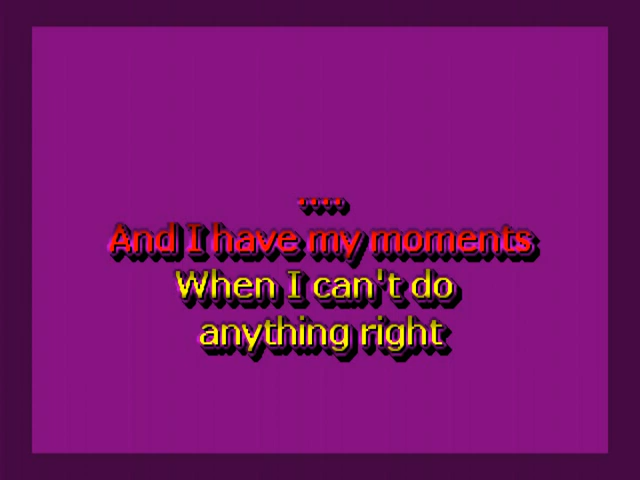 ....
And I have my moments
When I can't do
anything right